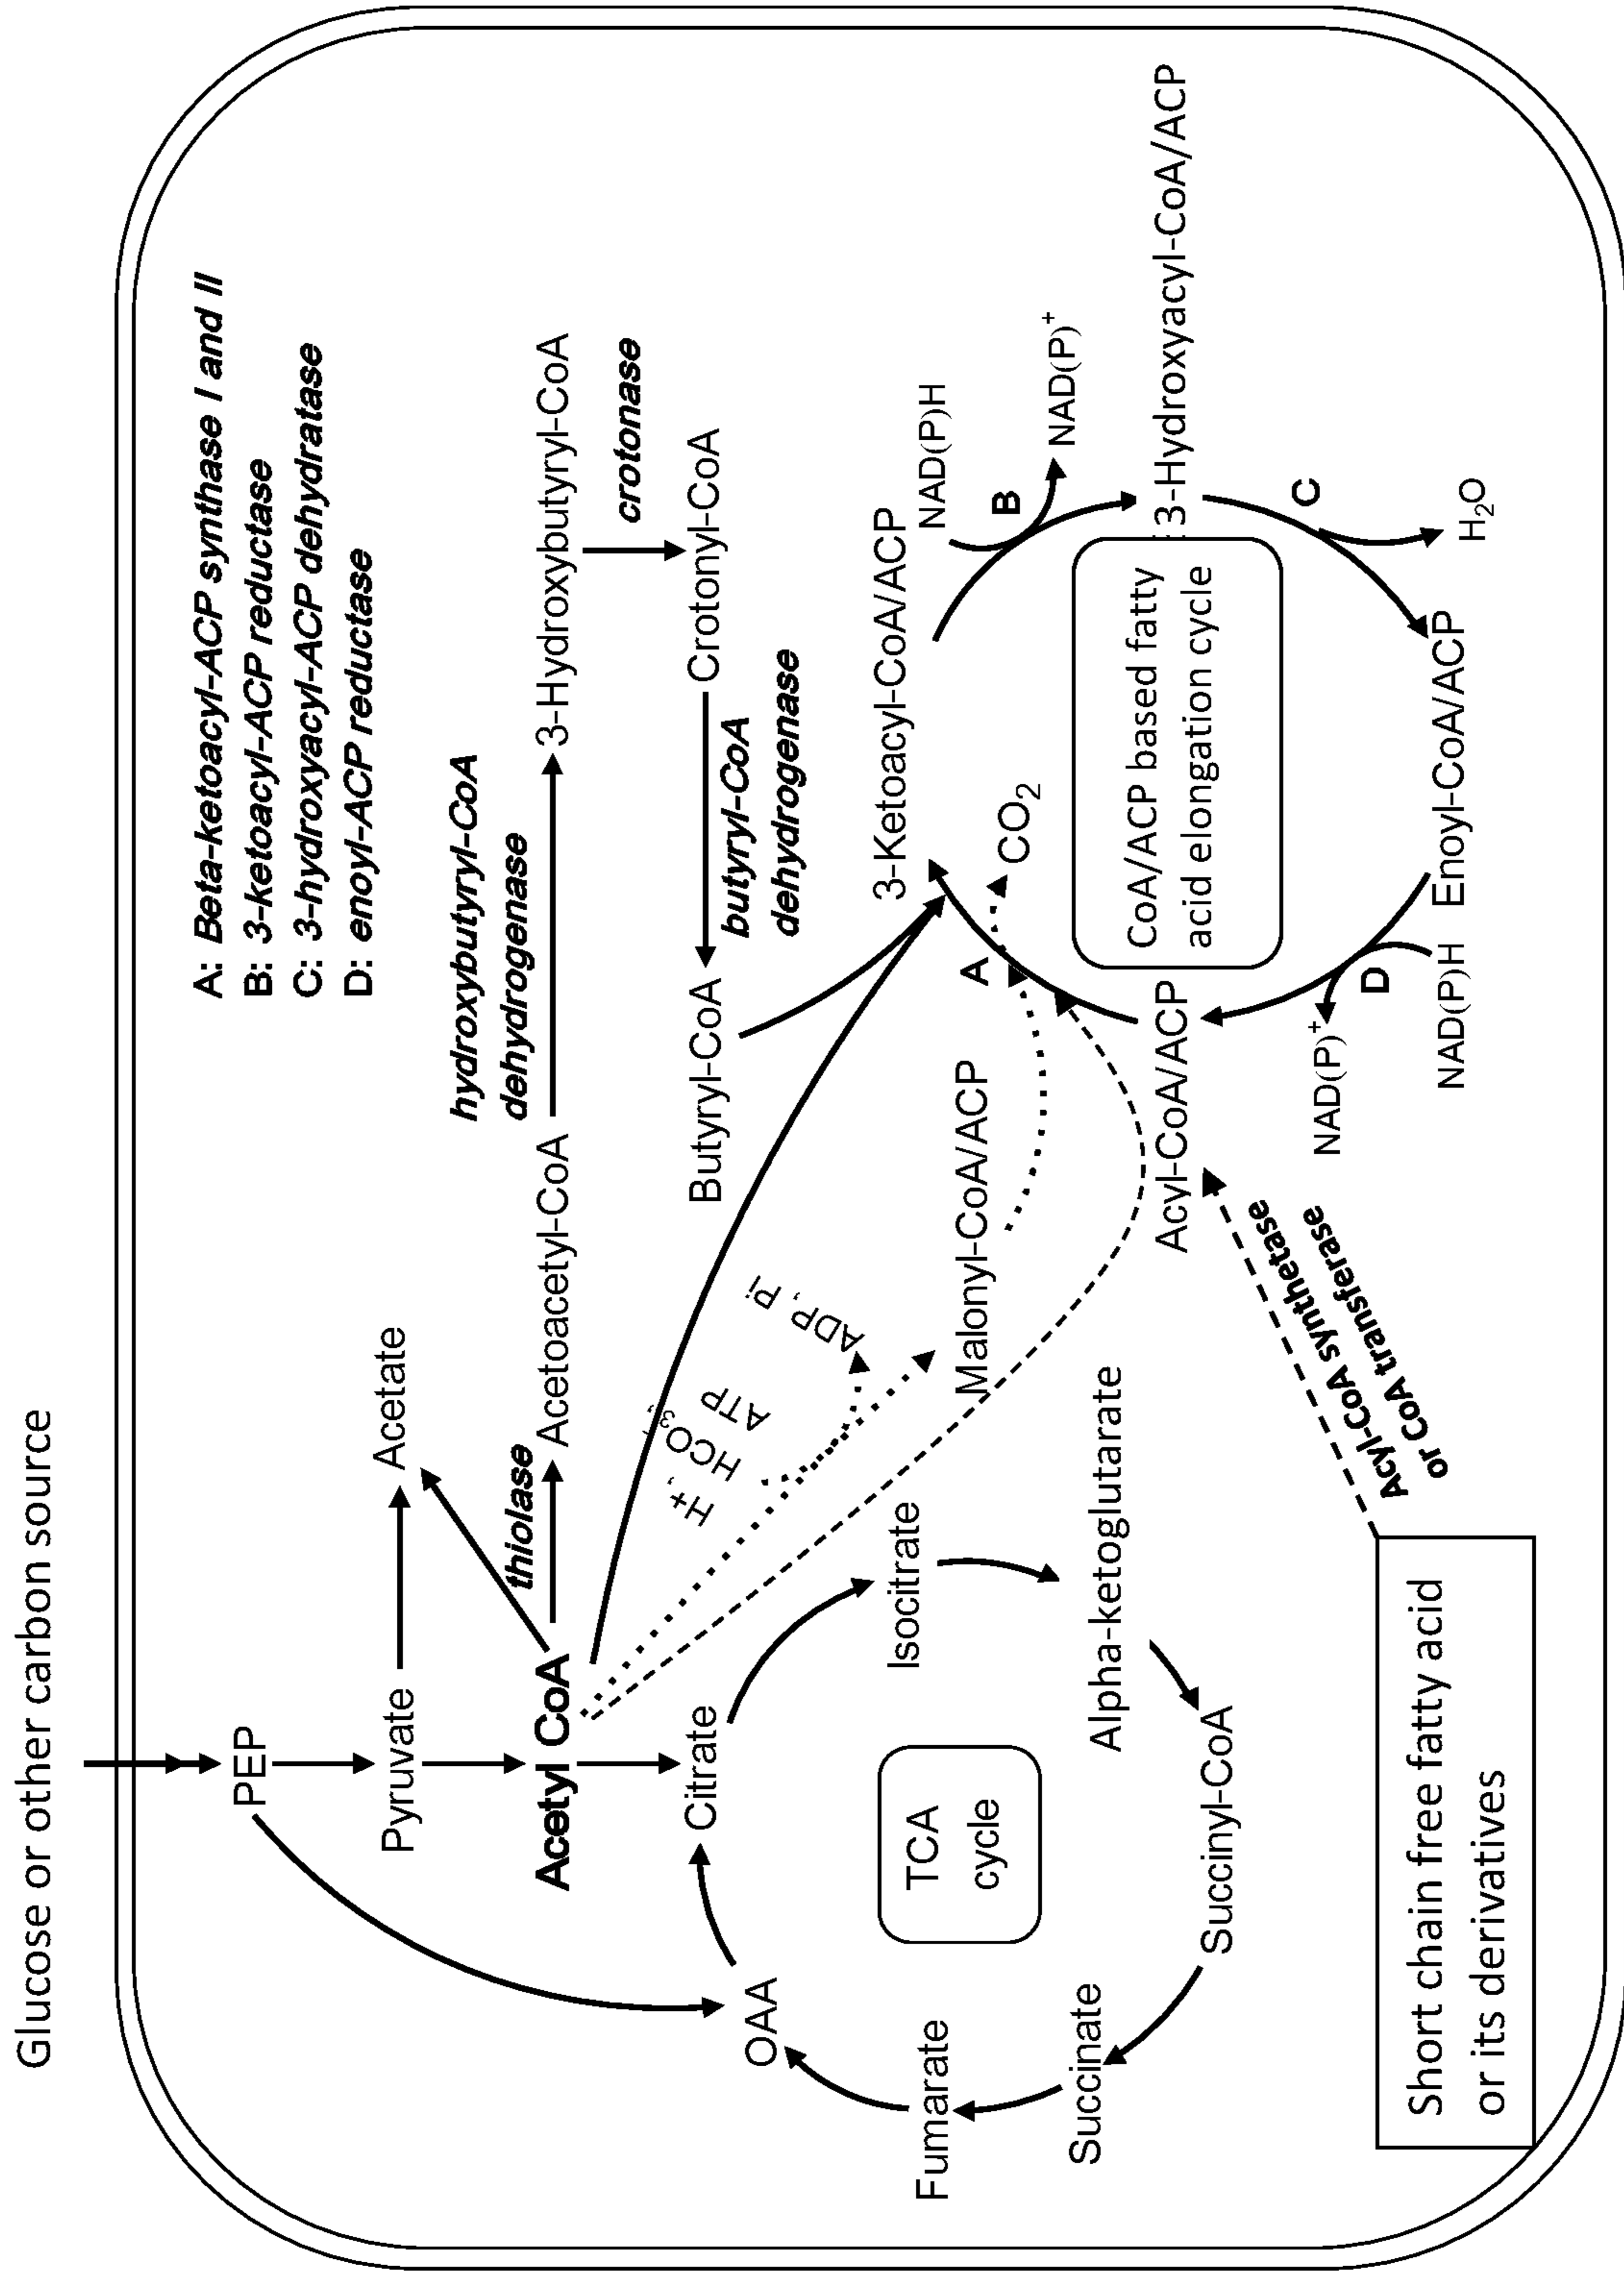 Glucose or other carbon source
PEP
Pyruvate
Acetate
Acetyl CoA
thiolase
Acetoacetyl-CoA
hydroxybutyryl-CoA
dehydrogenase
3-Hydroxybutyryl-CoA
crotonase
Crotonyl-CoA
butyryl-CoA
dehydrogenase
Butyryl-CoA
A: Beta-ketoacyl-ACP synthase I and II
B: 3-ketoacyl-ACP reductase
C: 3-hydroxyacyl-ACP dehydratase
D: enoyl-ACP reductase
Citrate
OAA
Isocitrate
TCA
cycle
Alpha-ketoglutarate
Succinyl-CoA
Succinate
Fumarate
H+,
HCO3-,
ATP
ADP, Pi
Malonyl-CoA/ACP
CO2
A
3-Ketoacyl-CoA/ACP
NAD(P)H
B
NAD(P)+
3-Hydroxyacyl-CoA/ACP
C
H2O
CoA/ACP based fatty
acid elongation cycle
Enoyl-CoA/ACP
NAD(P)H
D
NAD(P)+
Acyl-CoA/ACP
Acyl-CoA synthetase
or CoA transferase
Short chain free fatty acid
or its derivatives